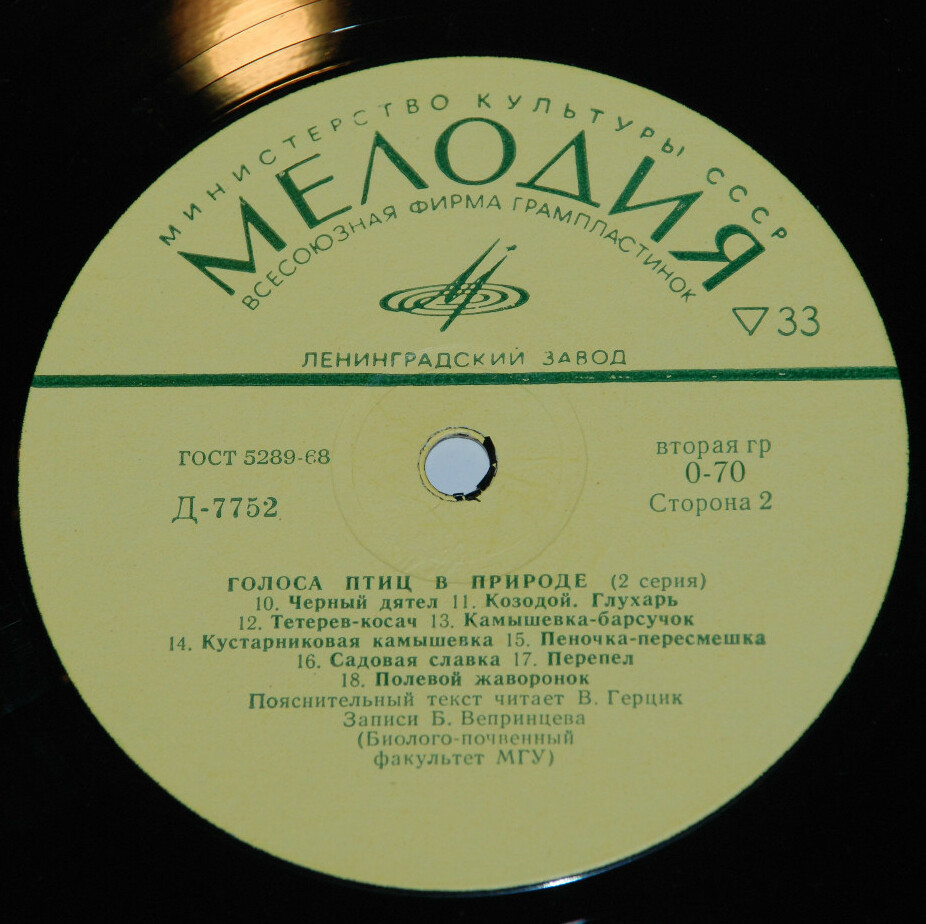 МИНИСТЕРСТВО КУЛЬТУРЫ СССР
МЕЛОДИЯ
ВСЕСОЮЗНАЯ ФИРМА ГРАМПЛАСТИНОК
▽33
ЛЕНИНГРАДСКИЙ ЗАВОД
ГОСТ 5289-68
вторая гр
0-70
Д-7752
Сторона 2
ГОЛОСА ПТИЦ В ПРИРОДЕ (2 серия)
10. Черный дятел 11. Козодой. Глухарь
12. Тетерев-косач 13. Камышевка-барсучок
14. Кустарниковая камышевка 15. Пеночка-пересмешка
16. Садовая славка 17. Перепел
18. Полевой жаворонок
Пояснительный текст читает В. Герцик
Записи Б. Вепринцева
(Биолого-почвенный
факультет МГУ)